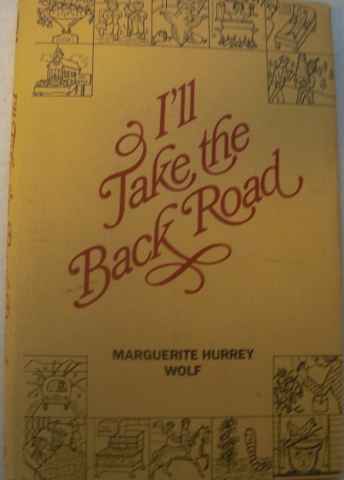 I'll
Take the
Back Road
MARGUERITE HURREY
WOLF